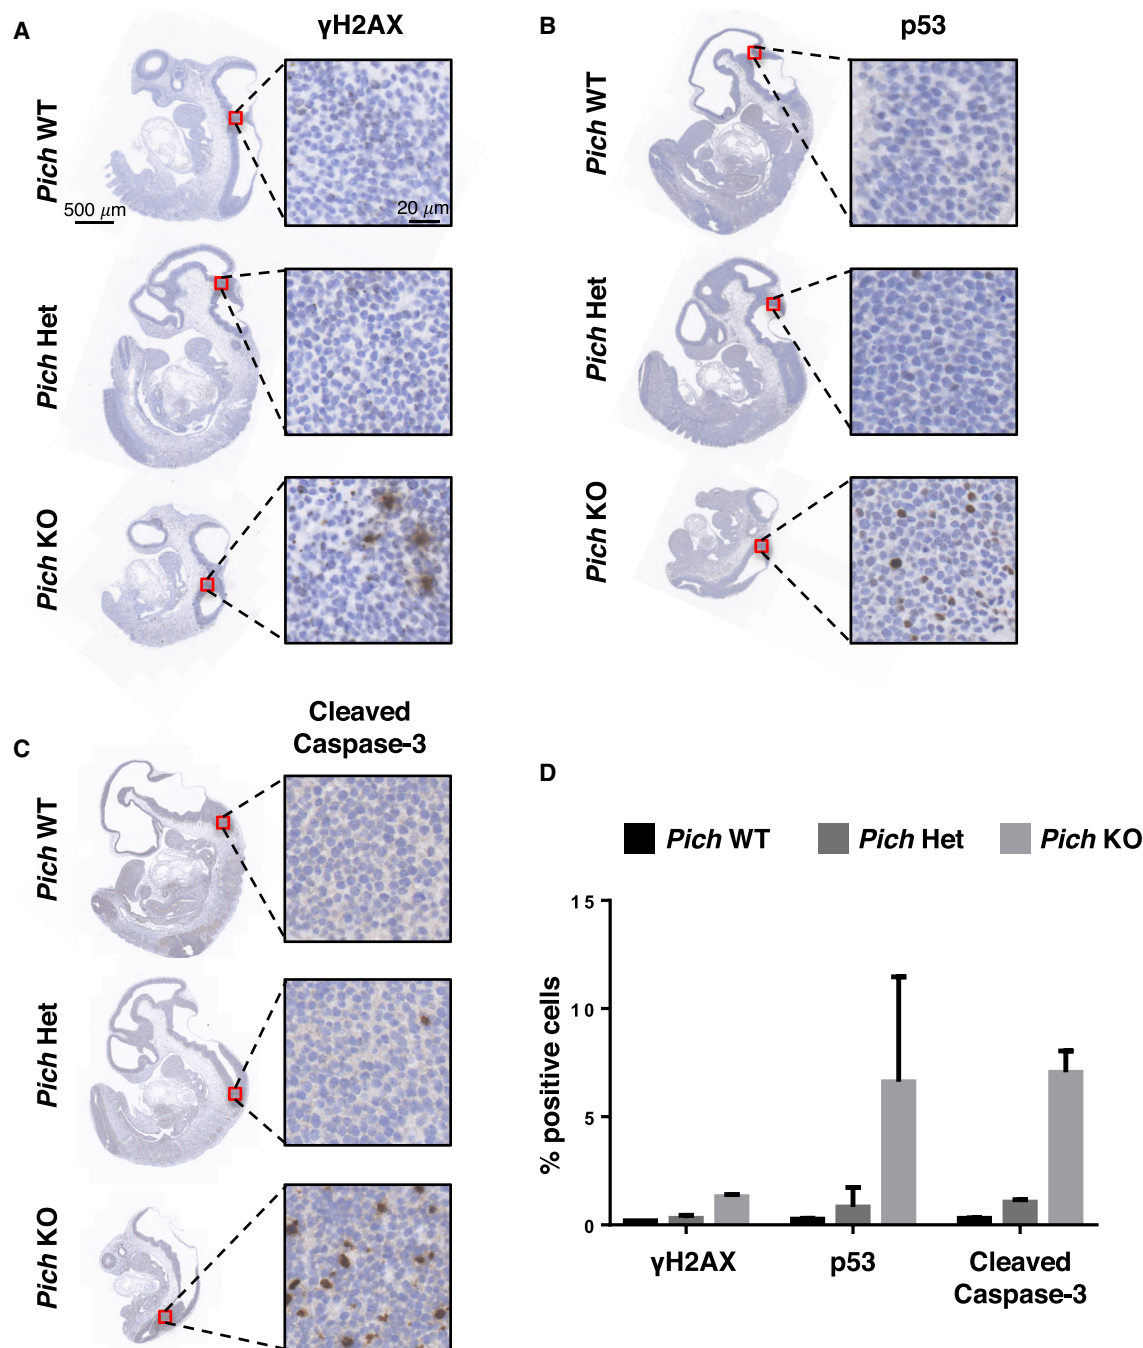 A
γH2AX
Pich WT
500 μm
20 μm
Pich Het
Pich KO
B
p53
Pich WT
Pich Het
Pich KO
C
Cleaved
Caspase-3
Pich WT
Pich Het
Pich KO
D
Pich WT
Pich Het
Pich KO
% positive cells
15
10
5
0
γH2AX
p53
Cleaved
Caspase-3